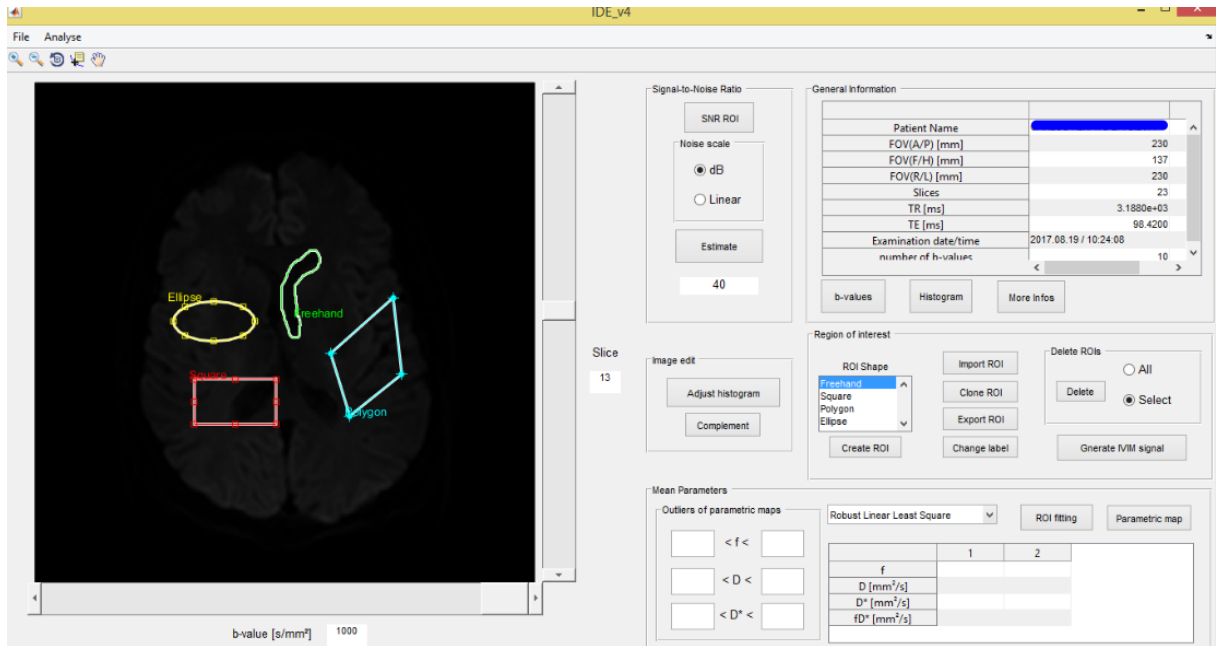 IDE_v4
File Analyse
Ellipse
Freehand
Square
Polygon
b-value [s/mm²] 1000
Slice
13
Signal-to-Noise Ratio
SNR ROI
Noise scale
dB
Linear
Estimate
40
Image edit
Adjust histogram
Complement
General Information
Patient Name
FOV(A/P) [mm] 230
FOV(F/H) [mm] 137
FOV(R/L) [mm] 230
Slices 23
TR [ms] 3.1880e+03
TE [ms] 98.4200
Examination date/time 2017.08.19 / 10:24:08
number of b-values 10
b-values Histogram More Infos
Region of interest
ROI Shape
Freehand
Square
Polygon
Ellipse
Create ROI
Import ROI
Clone ROI
Export ROI
Change label
Delete ROIs
All
Delete
Select
Gnerate IVIM signal
Mean Parameters
Outliers of parametric maps
< f <
< D <
< D* <
Robust Linear Least Square ROI fitting Parametric map
1 2
f
D [mm²/s]
D* [mm²/s]
fD* [mm²/s]